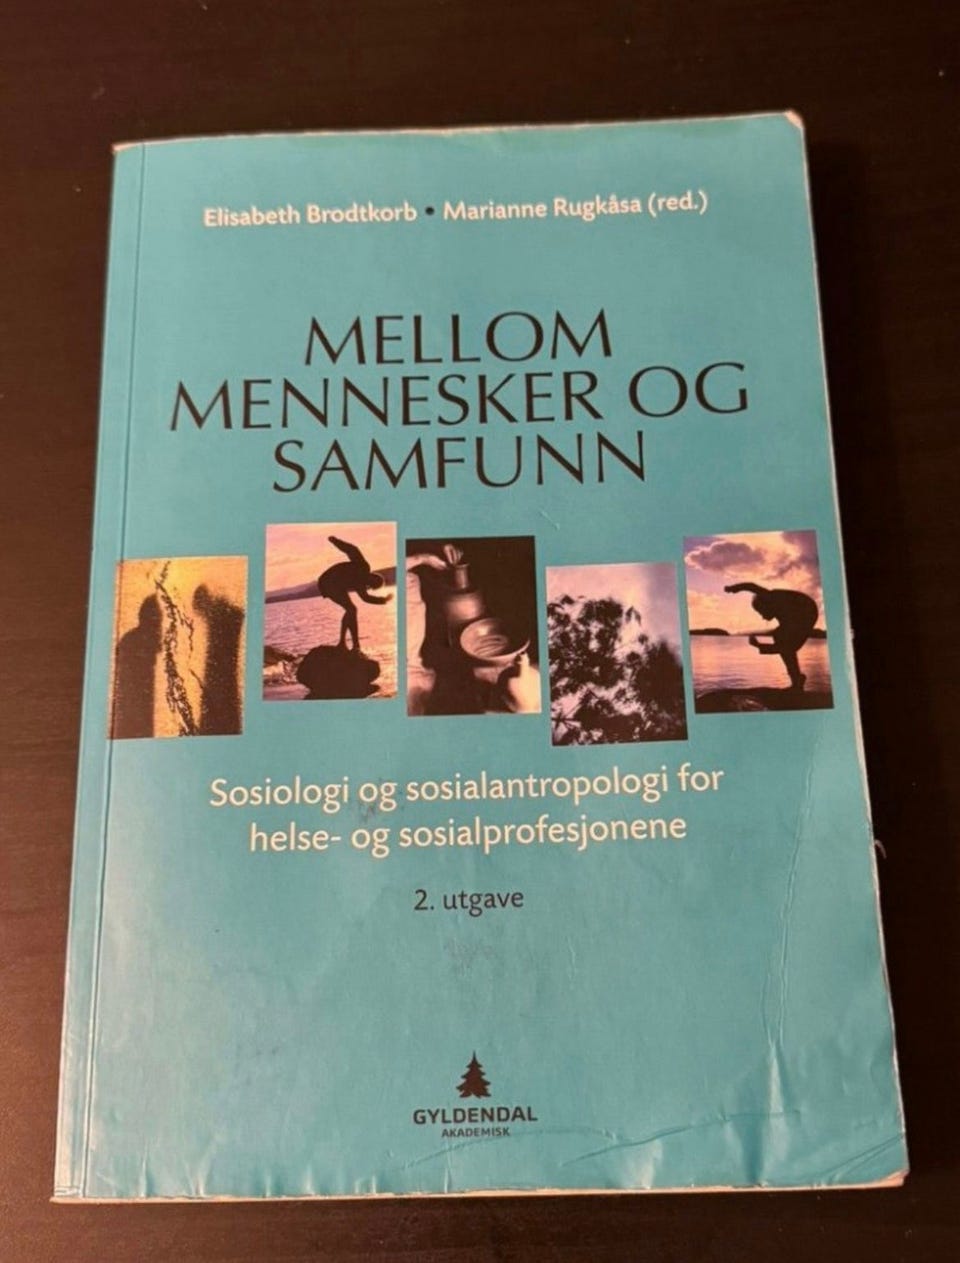 Elisabeth Brodtkorb • Marianne Rugkåsa (red.)
MELLOM
MENNESKER OG
SAMFUNN
Sosiologi og sosialantropologi for
helse- og sosialprofesjonene
2. utgave
GYLDENDAL
AKADEMISK